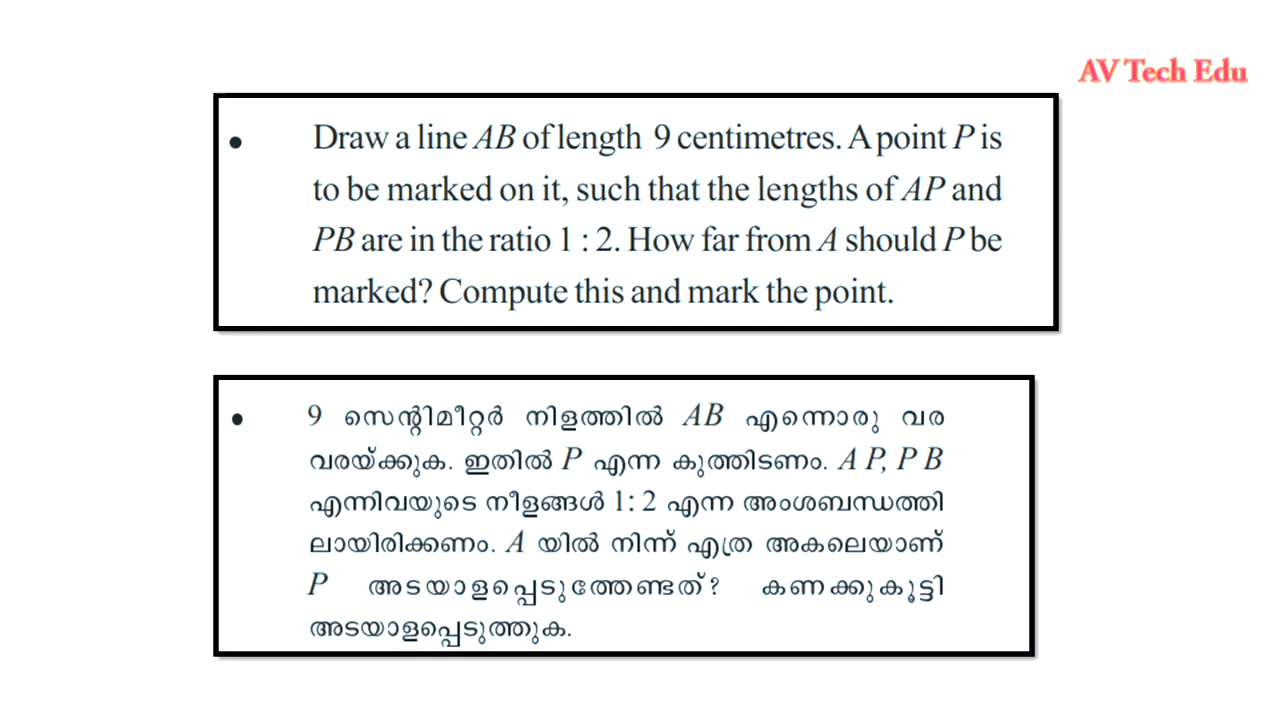 AV Tech Edu
• Draw a line AB of length 9 centimetres. A point P is
to be marked on it, such that the lengths of AP and
PB are in the ratio 1 : 2. How far from A should P be
marked? Compute this and mark the point.
• 9 സെന്റിമീറ്റർ നിളത്തിൽ AB എന്നൊരു വര
വരയ്ക്കുക. ഇതിൽ P എന്ന കുത്തിടണം. A P, P B
എന്നിവയുടെ നീളങ്ങൾ 1 : 2 എന്ന അംശബന്ധത്തി
ലായിരിക്കണം. A യിൽ നിന്ന് എത്ര അകലെയാണ്
P അടയാളപ്പെടുത്തേണ്ടത്? കണക്കുകൂട്ടി
അടയാളപ്പെടുത്തുക.